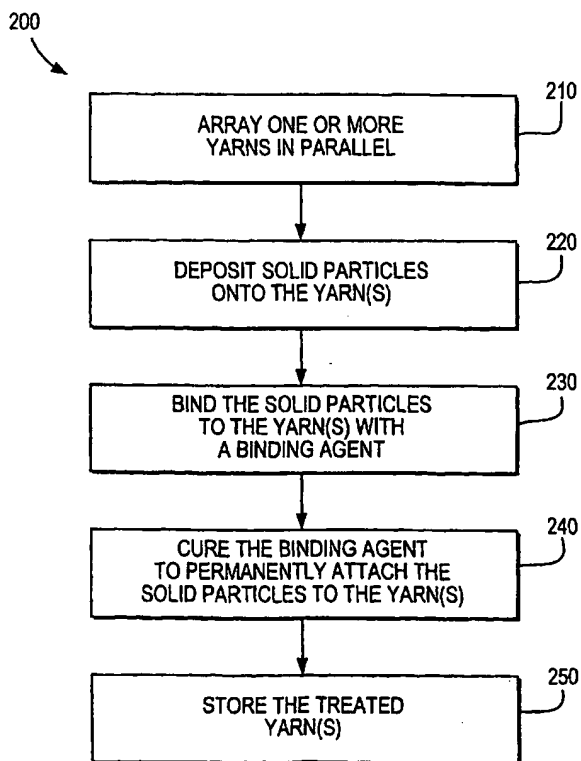 200
210
ARRAY ONE OR MORE
YARNS IN PARALLEL
220
DEPOSIT SOLID PARTICLES
ONTO THE YARN(S)
230
BIND THE SOLID PARTICLES
TO THE YARN(S) WITH
A BINDING AGENT
240
CURE THE BINDING AGENT
TO PERMANENTLY ATTACH THE
SOLID PARTICLES TO THE YARN(S)
250
STORE THE TREATED
YARN(S)